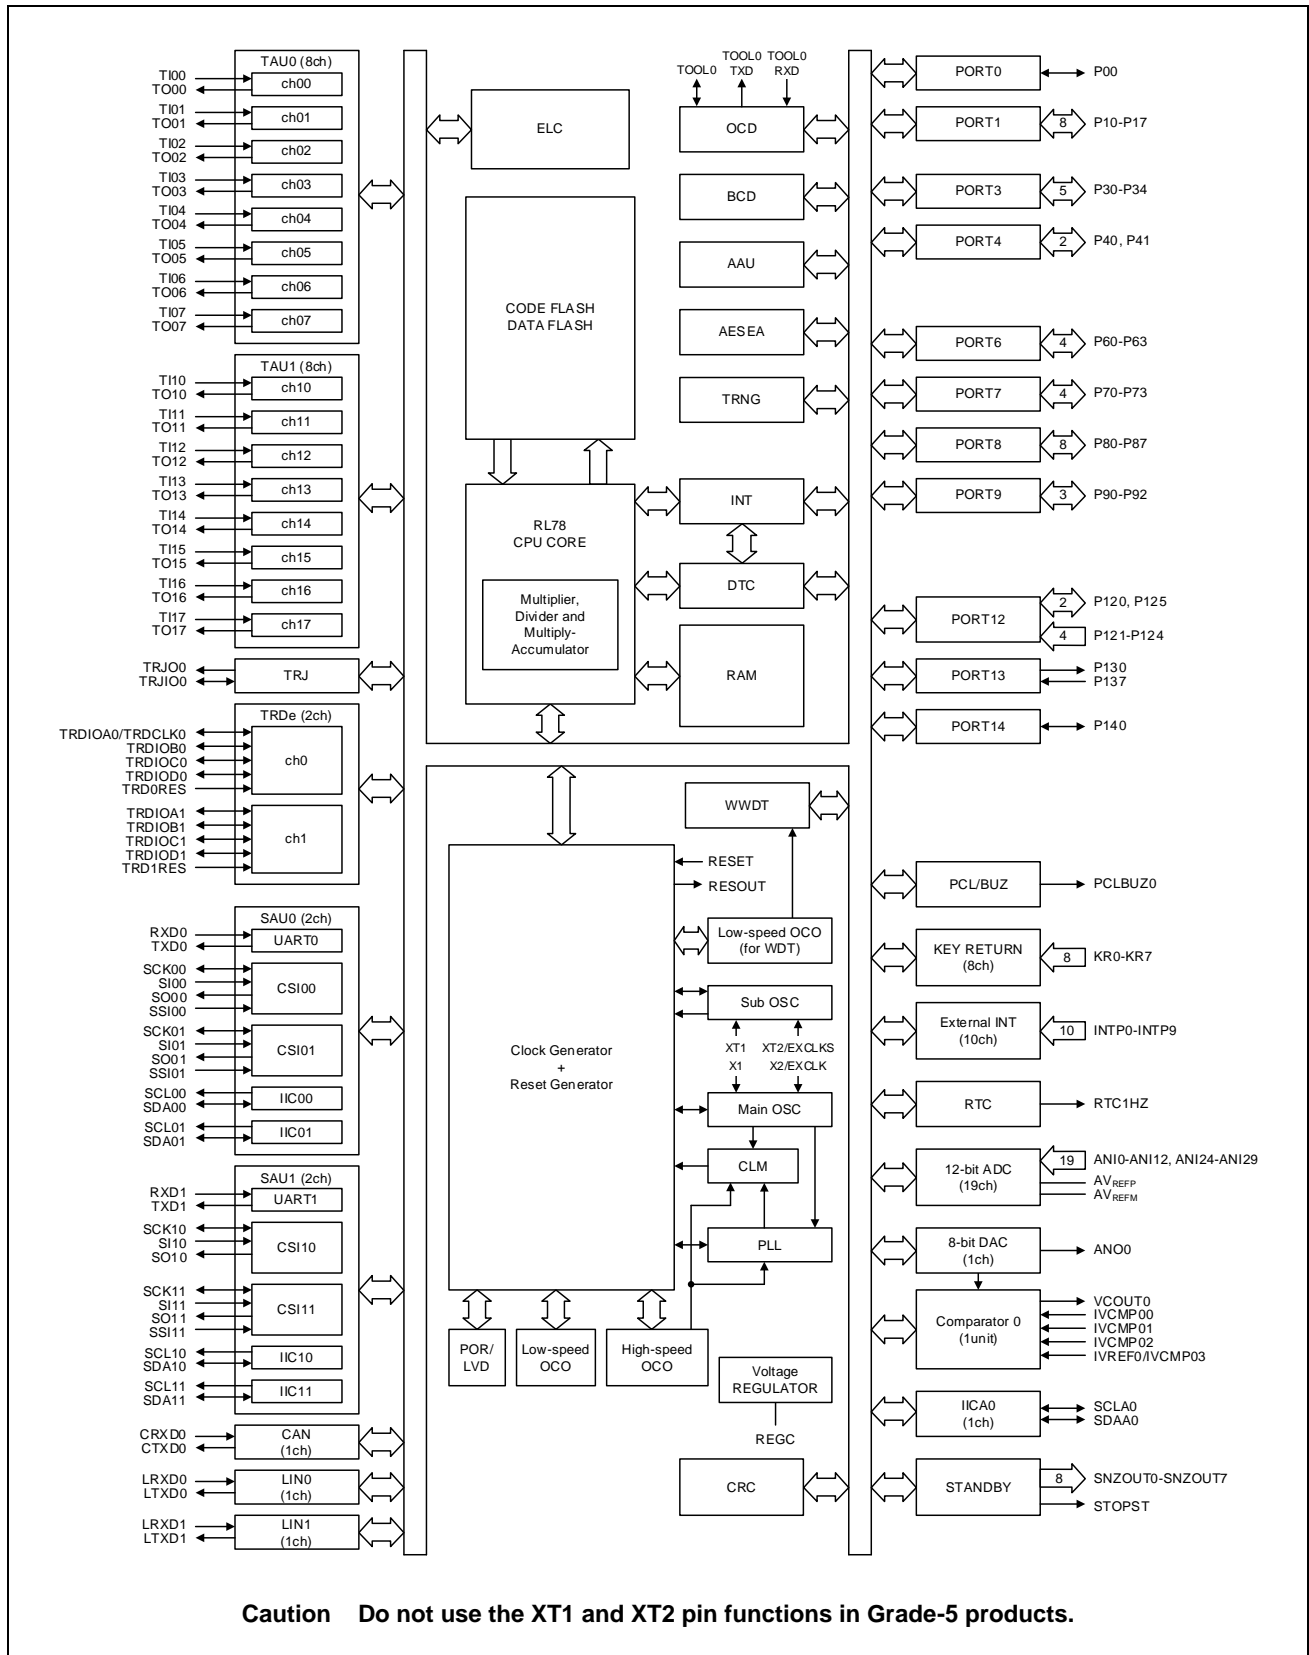 TAU0 (8ch)
TI00
TO00
ch00
TI01
TO01
ch01
TI02
TO02
ch02
TI03
TO03
ch03
TI04
TO04
ch04
TI05
TO05
ch05
TI06
TO06
ch06
TI07
TO07
ch07
TAU1 (8ch)
TI10
TO10
ch10
TI11
TO11
ch11
TI12
TO12
ch12
TI13
TO13
ch13
TI14
TO14
ch14
TI15
TO15
ch15
TI16
TO16
ch16
TI17
TO17
ch17
TRJO0
TRJIO0
TRJ
TRDe (2ch)
TRDIOA0/TRDCLK0
TRDIOB0
TRDIOC0
TRDIOD0
TRD0RES
ch0
TRDIOA1
TRDIOB1
TRDIOC1
TRDIOD1
TRD1RES
ch1
SAU0 (2ch)
RXD0
TXD0
UART0
SCK00
SI00
SO00
SSI00
CSI00
SCK01
SI01
SO01
SSI01
CSI01
SCL00
SDA00
IIC00
SCL01
SDA01
IIC01
SAU1 (2ch)
RXD1
TXD1
UART1
SCK10
SI10
SO10
CSI10
SCK11
SI11
SO11
SSI11
CSI11
SCL10
SDA10
IIC10
SCL11
SDA11
IIC11
CRXD0
CTXD0
CAN
(1ch)
LRXD0
LTXD0
LIN0
(1ch)
LRXD1
LTXD1
LIN1
(1ch)
ELC
CODE FLASH
DATA FLASH
RL78
CPU CORE
Multiplier,
Divider and
Multiply-
Accumulator
TOOL0
TOOL0
TXD
TOOL0
RXD
OCD
BCD
AAU
AESEA
TRNG
INT
DTC
RAM
WWDT
RESET
RESOUT
Low-speed OCO
(for WDT)
Sub OSC
XT1 XT2/EXCLKS
X1 X2/EXCLK
Main OSC
CLM
PLL
Clock Generator
+
Reset Generator
POR/
LVD
Low-speed
OCO
High-speed
OCO
Voltage
REGULATOR
REGC
CRC
PORT0
P00
PORT1
8
P10-P17
PORT3
5
P30-P34
PORT4
2
P40, P41
PORT6
4
P60-P63
PORT7
4
P70-P73
PORT8
8
P80-P87
PORT9
3
P90-P92
PORT12
2
P120, P125
4
P121-P124
PORT13
P130
P137
PORT14
P140
PCL/BUZ
PCLBUZ0
KEY RETURN
(8ch)
8
KR0-KR7
External INT
(10ch)
10
INTP0-INTP9
RTC
RTC1HZ
12-bit ADC
(19ch)
19
ANI0-ANI12, ANI24-ANI29
AVREFP
AVREFM
8-bit DAC
(1ch)
ANO0
Comparator 0
(1unit)
VCOUT0
IVCMP00
IVCMP01
IVCMP02
IVREF0/IVCMP03
IICA0
(1ch)
SCLA0
SDAA0
STANDBY
8
SNZOUT0-SNZOUT7
STOPST
Caution Do not use the XT1 and XT2 pin functions in Grade-5 products.